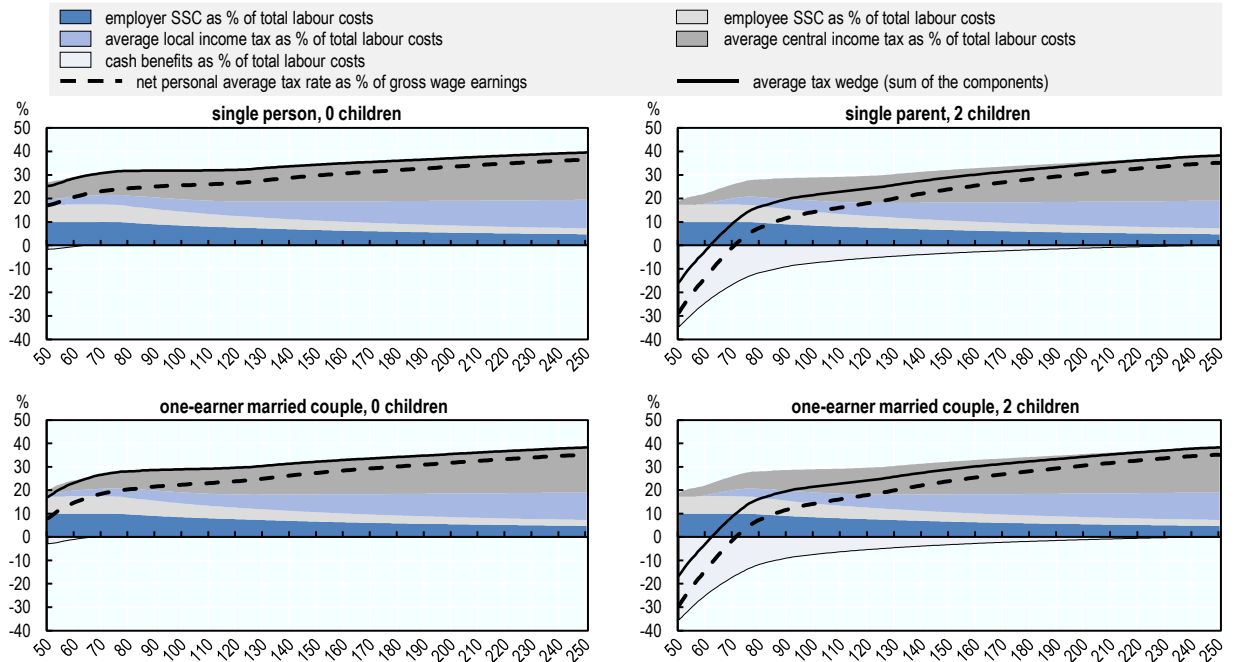 employer SSC as % of total labour costs
employee SSC as % of total labour costs
average local income tax as % of total labour costs
average central income tax as % of total labour costs
cash benefits as % of total labour costs
net personal average tax rate as % of gross wage earnings
average tax wedge (sum of the components)
%
single person, 0 children
50
40
30
20
10
0
-10
-20
-30
-40
50 60 70 80 90 100 110 120 130 140 150 160 170 180 190 200 210 220 230 240 250
%
single parent, 2 children
50
40
30
20
10
0
-10
-20
-30
-40
50 60 70 80 90 100 110 120 130 140 150 160 170 180 190 200 210 220 230 240 250
%
one-earner married couple, 0 children
50
40
30
20
10
0
-10
-20
-30
-40
50 60 70 80 90 100 110 120 130 140 150 160 170 180 190 200 210 220 230 240 250
%
one-earner married couple, 2 children
50
40
30
20
10
0
-10
-20
-30
-40
50 60 70 80 90 100 110 120 130 140 150 160 170 180 190 200 210 220 230 240 250